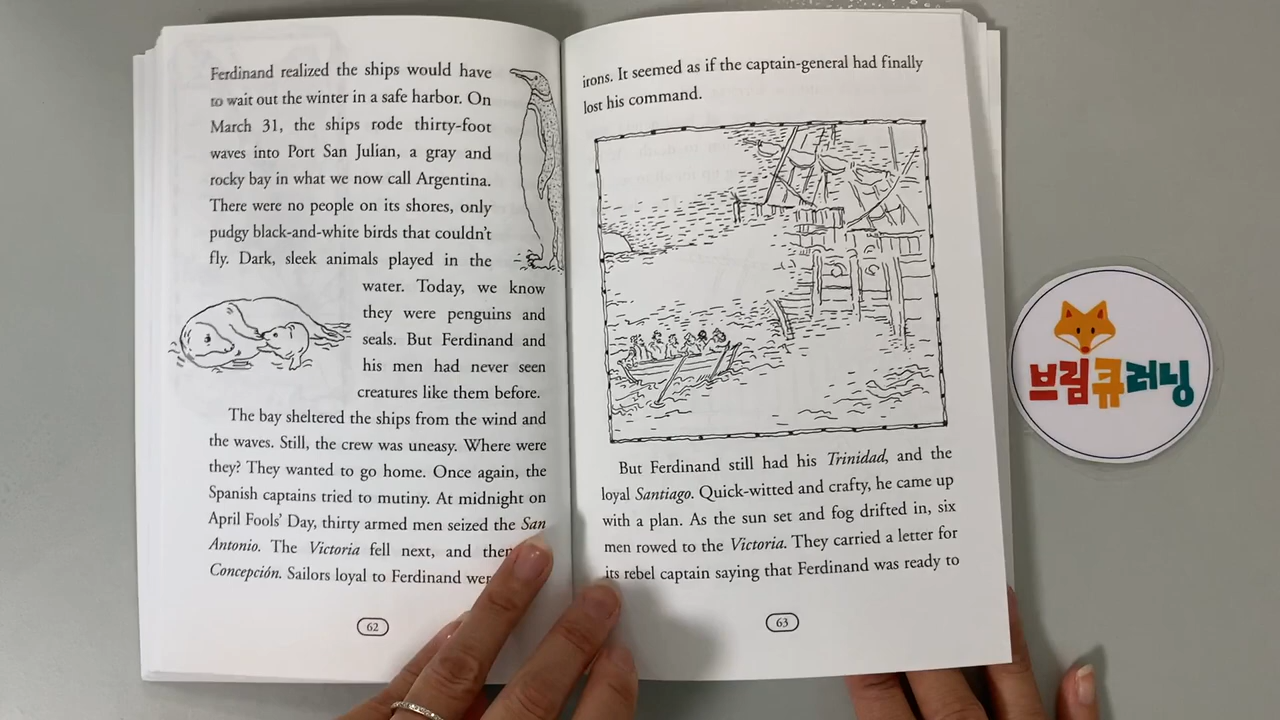 Ferdinand realized the ships would have
to wait out the winter in a safe harbor. On
March 31, the ships rode thirty-foot
waves into Port San Julian, a gray and
rocky bay in what we now call Argentina.
There were no people on its shores, only
pudgy black-and-white birds that couldn't
fly. Dark, sleek animals played in the
water. Today, we know
they were penguins and
seals. But Ferdinand and
his men had never seen
creatures like them before.
The bay sheltered the ships from the wind and
the waves. Still, the crew was uneasy. Where were
they? They wanted to go home. Once again, the
Spanish captains tried to mutiny. At midnight on
April Fools' Day, thirty armed men seized the San
Antonio. The Victoria fell next, and then
Concepción. Sailors loyal to Ferdinand wer
62
irons. It seemed as if the captain-general had finally
lost his command.
But Ferdinand still had his Trinidad, and the
loyal Santiago. Quick-witted and crafty, he came up
with a plan. As the sun set and fog drifted in, six
men rowed to the Victoria. They carried a letter for
its rebel captain saying that Ferdinand was ready to
63
브림큐러닝